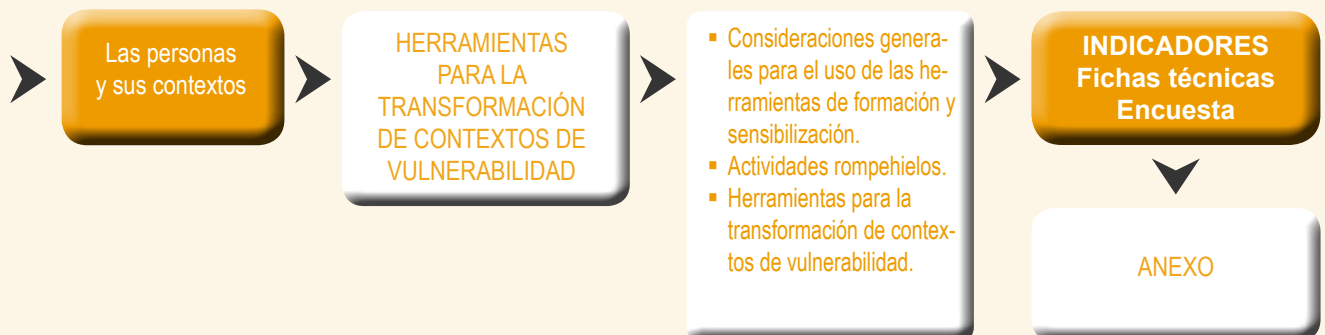 Las personas
y sus contextos
HERRAMIENTAS
PARA LA
TRANSFORMACIÓN
DE CONTEXTOS DE
VULNERABILIDAD
▪ Consideraciones genera-
les para el uso de las he-
rramientas de formación y
sensibilización.
▪ Actividades rompehielos.
▪ Herramientas para la
transformación de contex-
tos de vulnerabilidad.
INDICADORES
Fichas técnicas
Encuesta
ANEXO